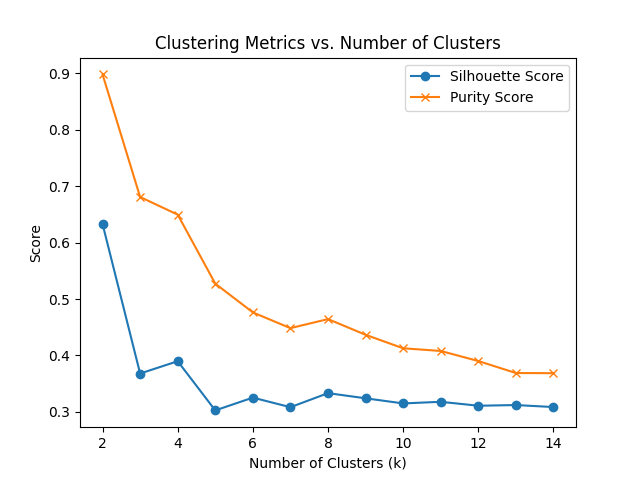 Clustering Metrics vs. Number of Clusters
Silhouette Score
Purity Score
Score
0.9
0.8
0.7
0.6
0.5
0.4
0.3
2 4 6 8 10 12 14
Number of Clusters (k)